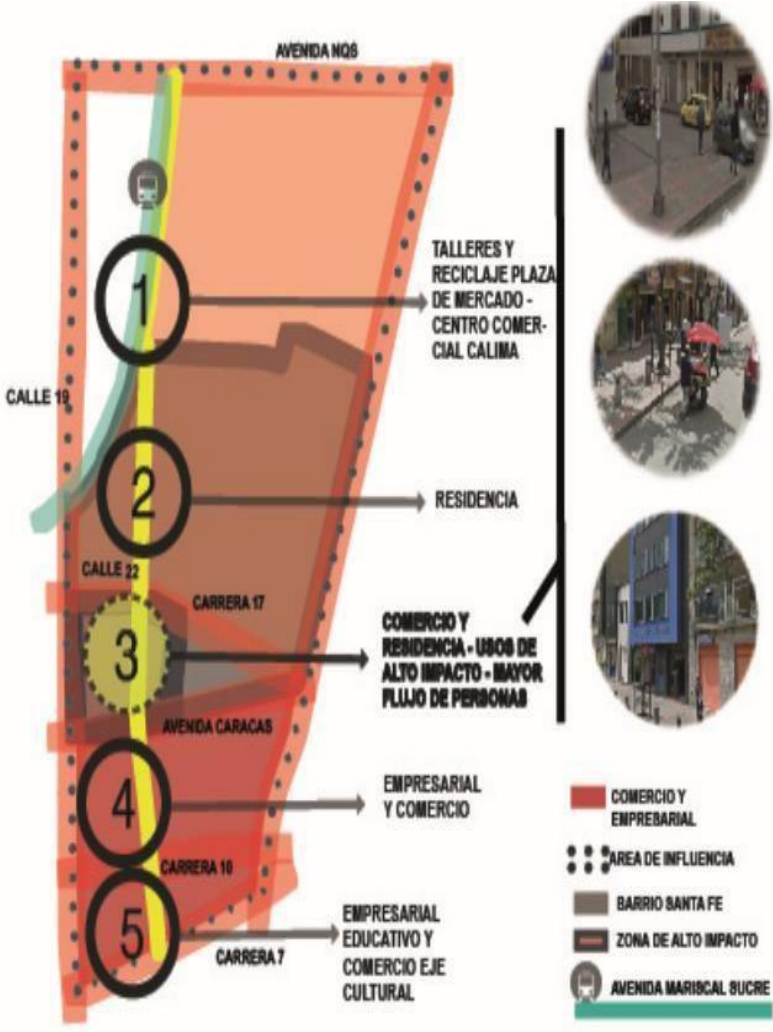 AVENIDA NQS
1
TALLERES Y
RECICLAJE PLAZA
DE MERCADO -
CENTRO COMER-
CIAL CALIMA
CALLE 19
2
RESIDENCIA
CALLE 22
CARRERA 17
3
COMERCIO Y
RESIDENCIA - USOS DE
ALTO IMPACTO - MAYOR
FLUJO DE PERSONAS
AVENIDA CARACAS
4
EMPRESARIAL
Y COMERCIO
CARRERA 10
5
EMPRESARIAL
EDUCATIVO Y
COMERCIO EJE
CULTURAL
CARRERA 7
COMERCIO Y
EMPRESARIAL
AREA DE INFLUENCIA
BARRIO SANTA FE
ZONA DE ALTO IMPACTO
AVENIDA MARISCAL SUCRE